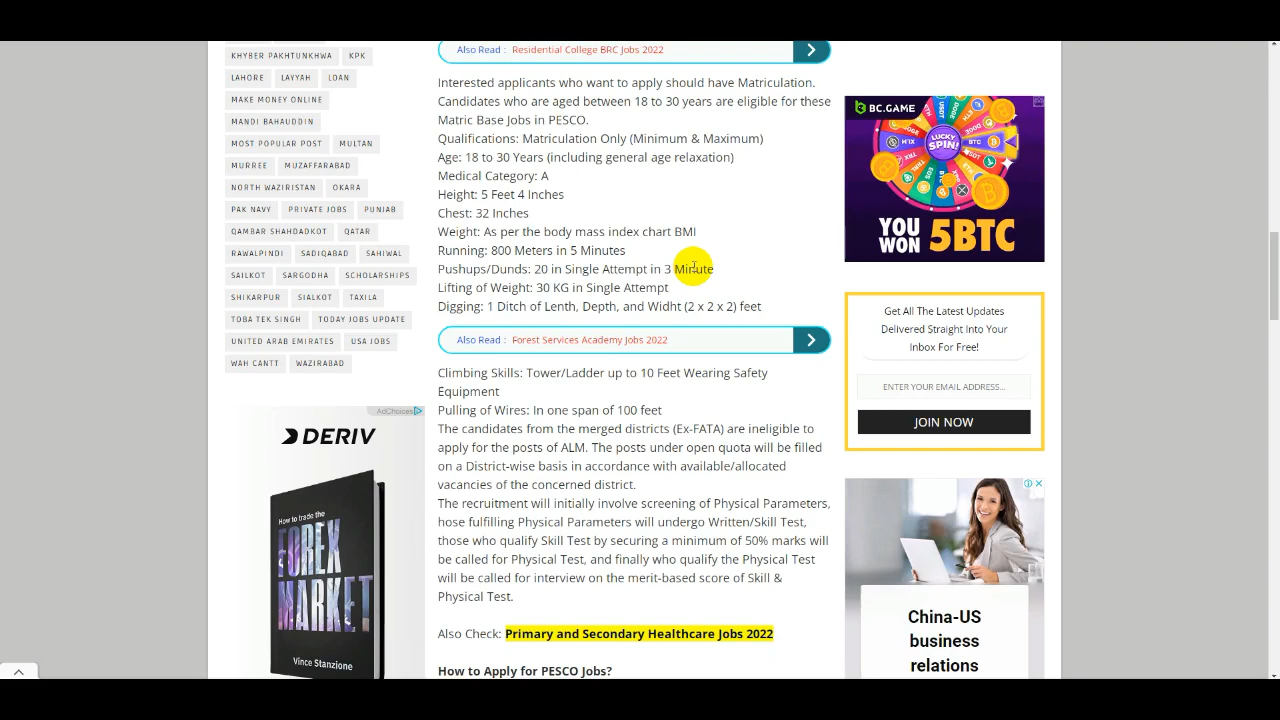 KHYBER PAKHTUNKHWA KPK
LAHORE LAYYAH LOAN
MAKE MONEY ONLINE
MANDI BAHAUDDIN
MOST POPULAR POST MULTAN
MURREE MUZAFFARABAD
NORTH WAZIRISTAN OKARA
PAK NAVY PRIVATE JOBS PUNJAB
QAMBAR SHAHDADKOT QATAR
RAWALPINDI SADIQABAD SAHIWAL
SAILKOT SARGODHA SCHOLARSHIPS
SHIKARPUR SIALKOT TAXILA
TOBA TEK SINGH TODAY JOBS UPDATE
UNITED ARAB EMIRATES USA JOBS
WAH CANTT WAZIRABAD
AdChoices
DERIV
How to trade the
FOREX
MARKET
Vince Stanzione
Also Read : Residential College BRC Jobs 2022
Interested applicants who want to apply should have Matriculation.
Candidates who are aged between 18 to 30 years are eligible for these
Matric Base Jobs in PESCO.
Qualifications: Matriculation Only (Minimum & Maximum)
Age: 18 to 30 Years (including general age relaxation)
Medical Category: A
Height: 5 Feet 4 Inches
Chest: 32 Inches
Weight: As per the body mass index chart BMI
Running: 800 Meters in 5 Minutes
Pushups/Dunds: 20 in Single Attempt in 3 Minute
Lifting of Weight: 30 KG in Single Attempt
Digging: 1 Ditch of Lenth, Depth, and Widht (2 x 2 x 2) feet
Also Read : Forest Services Academy Jobs 2022
Climbing Skills: Tower/Ladder up to 10 Feet Wearing Safety
Equipment
Pulling of Wires: In one span of 100 feet
The candidates from the merged districts (Ex-FATA) are ineligible to
apply for the posts of ALM. The posts under open quota will be filled
on a District-wise basis in accordance with available/allocated
vacancies of the concerned district.
The recruitment will initially involve screening of Physical Parameters,
hose fulfilling Physical Parameters will undergo Written/Skill Test,
those who qualify Skill Test by securing a minimum of 50% marks will
be called for Physical Test, and finally who qualify the Physical Test
will be called for interview on the merit-based score of Skill &
Physical Test.
Also Check: Primary and Secondary Healthcare Jobs 2022
How to Apply for PESCO Jobs?
BC.GAME
LUCKY
SPIN!
BTC
YOU
WON 5BTC
Get All The Latest Updates
Delivered Straight Into Your
Inbox For Free!
ENTER YOUR EMAIL ADDRESS...
JOIN NOW
China-US
business
relations